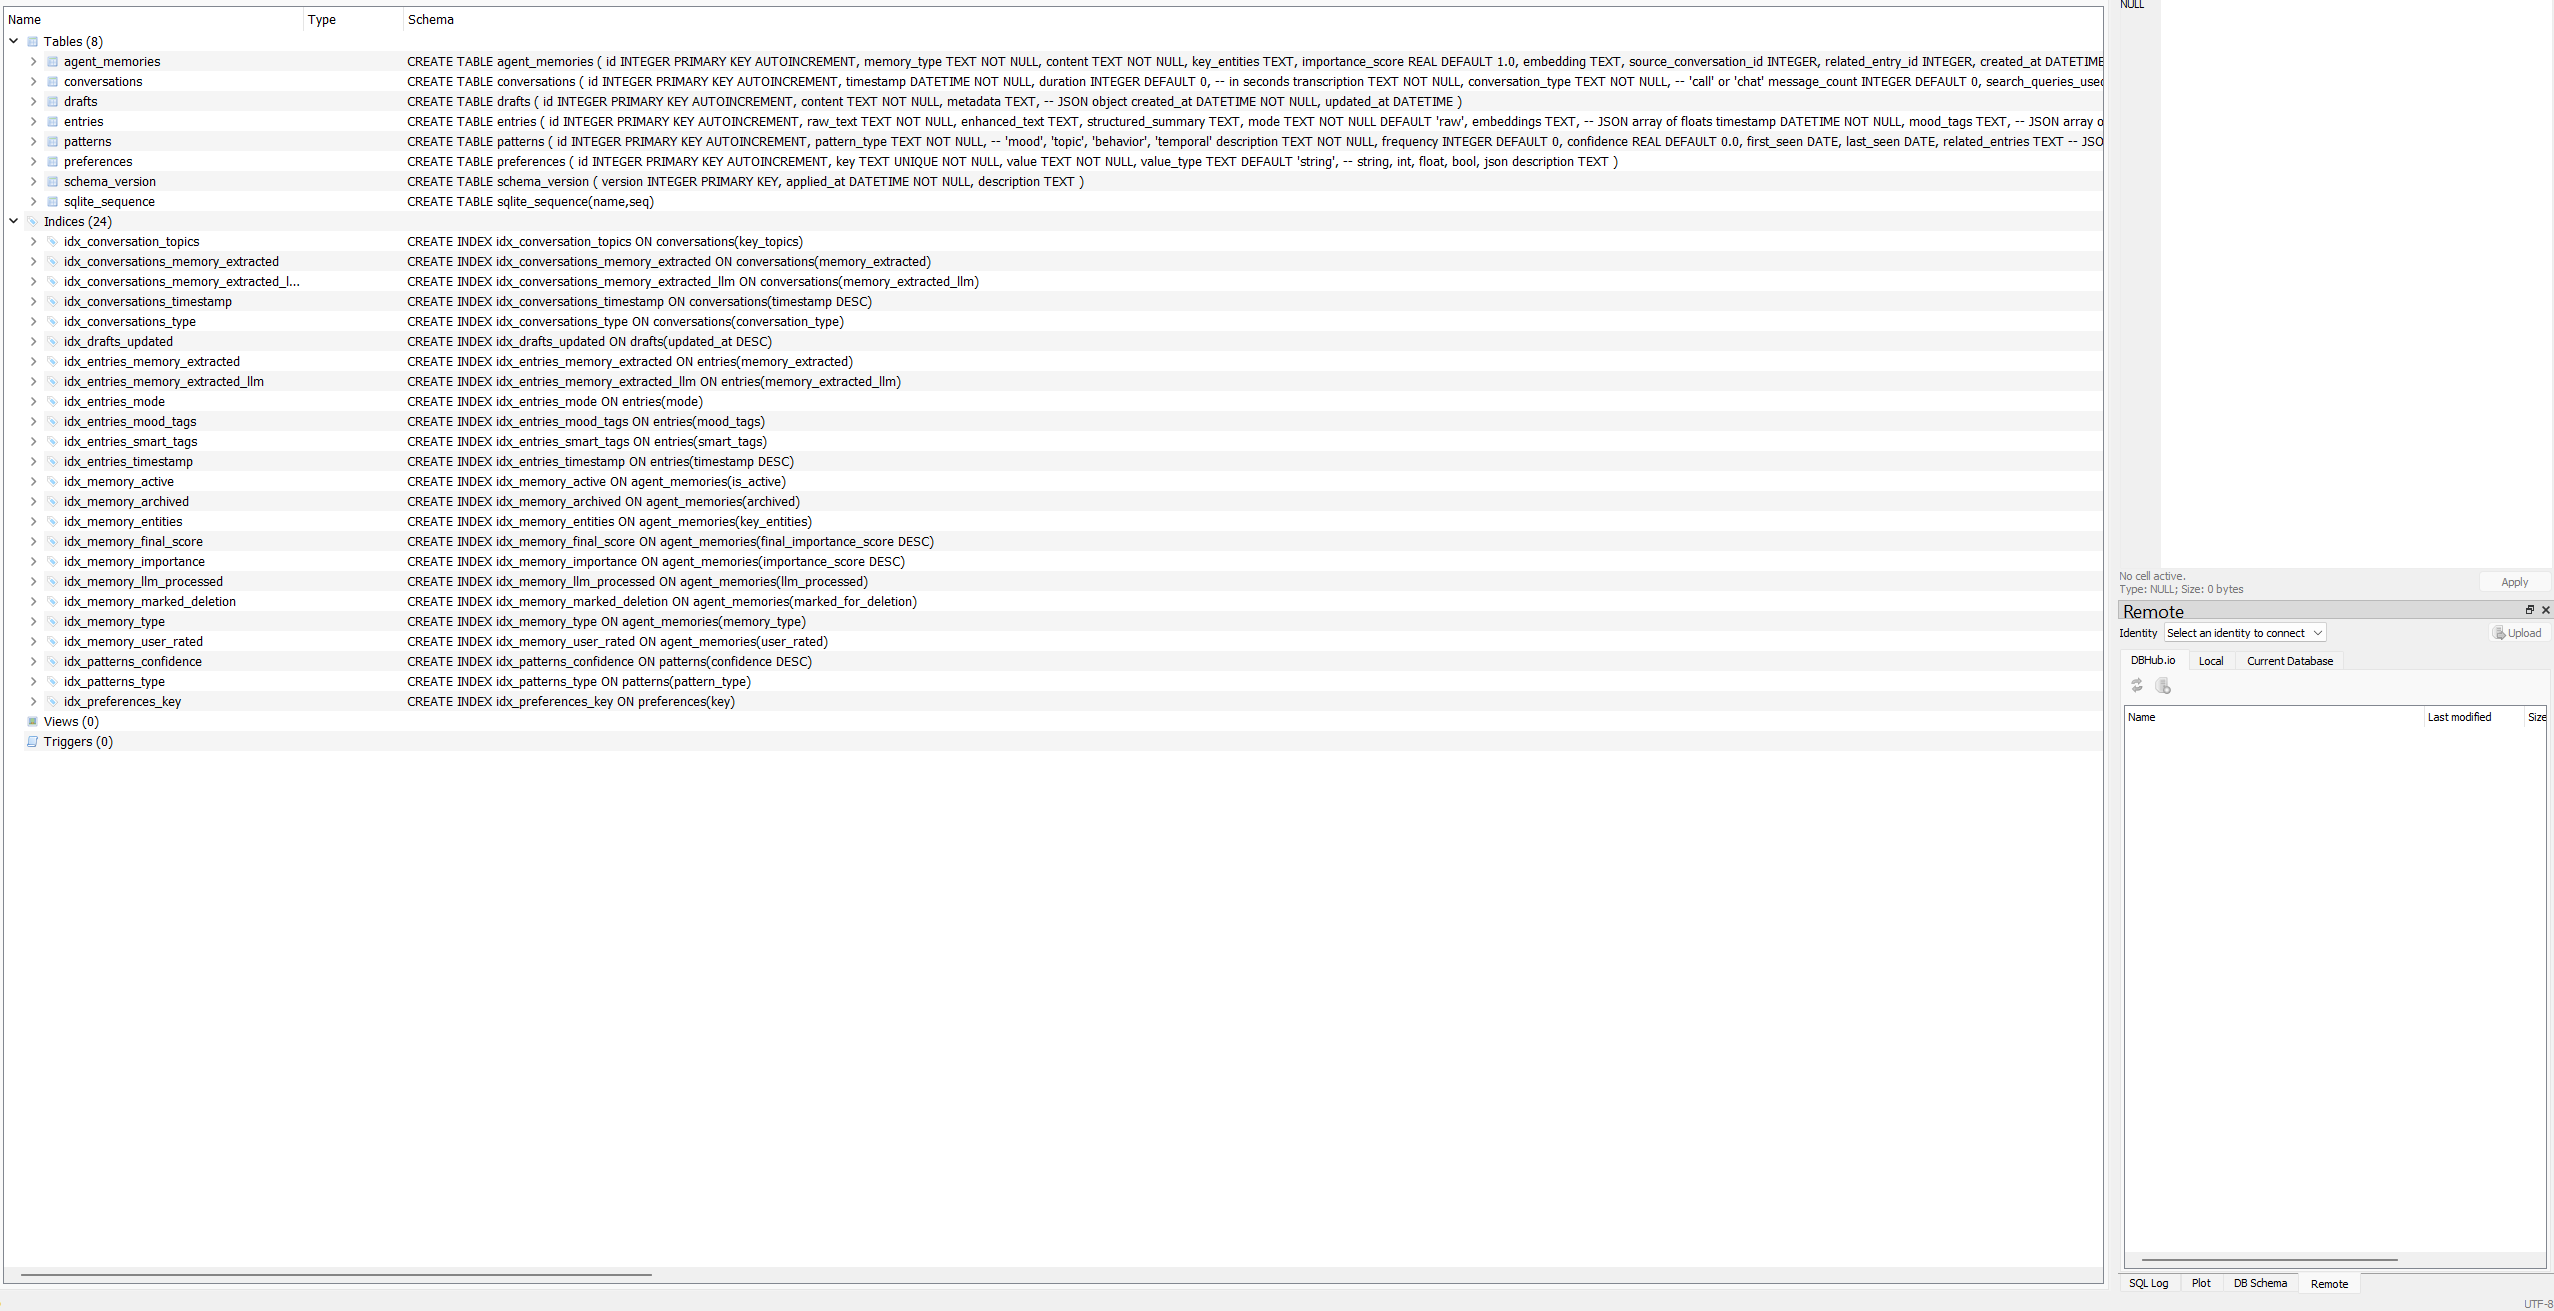 Name Type Schema
Tables (8)
agent_memories CREATE TABLE agent_memories ( id INTEGER PRIMARY KEY AUTOINCREMENT, memory_type TEXT NOT NULL, content TEXT NOT NULL, key_entities TEXT, importance_score REAL DEFAULT 1.0, embedding TEXT, source_conversation_id INTEGER, related_entry_id INTEGER, created_at DATETIME
conversations CREATE TABLE conversations ( id INTEGER PRIMARY KEY AUTOINCREMENT, timestamp DATETIME NOT NULL, duration INTEGER DEFAULT 0, -- in seconds transcription TEXT NOT NULL, conversation_type TEXT NOT NULL, -- 'call' or 'chat' message_count INTEGER DEFAULT 0, search_queries_used
drafts CREATE TABLE drafts ( id INTEGER PRIMARY KEY AUTOINCREMENT, content TEXT NOT NULL, metadata TEXT, -- JSON object created_at DATETIME NOT NULL, updated_at DATETIME )
entries CREATE TABLE entries ( id INTEGER PRIMARY KEY AUTOINCREMENT, raw_text TEXT NOT NULL, enhanced_text TEXT, structured_summary TEXT, mode TEXT NOT NULL DEFAULT 'raw', embeddings TEXT, -- JSON array of floats timestamp DATETIME NOT NULL, mood_tags TEXT, -- JSON array o
patterns CREATE TABLE patterns ( id INTEGER PRIMARY KEY AUTOINCREMENT, pattern_type TEXT NOT NULL, -- 'mood', 'topic', 'behavior', 'temporal' description TEXT NOT NULL, frequency INTEGER DEFAULT 0, confidence REAL DEFAULT 0.0, first_seen DATE, last_seen DATE, related_entries TEXT -- JSO
preferences CREATE TABLE preferences ( id INTEGER PRIMARY KEY AUTOINCREMENT, key TEXT UNIQUE NOT NULL, value TEXT NOT NULL, value_type TEXT DEFAULT 'string', -- string, int, float, bool, json description TEXT )
schema_version CREATE TABLE schema_version ( version INTEGER PRIMARY KEY, applied_at DATETIME NOT NULL, description TEXT )
sqlite_sequence CREATE TABLE sqlite_sequence(name,seq)
Indices (24)
idx_conversation_topics CREATE INDEX idx_conversation_topics ON conversations(key_topics)
idx_conversations_memory_extracted CREATE INDEX idx_conversations_memory_extracted ON conversations(memory_extracted)
idx_conversations_memory_extracted_l... CREATE INDEX idx_conversations_memory_extracted_llm ON conversations(memory_extracted_llm)
idx_conversations_timestamp CREATE INDEX idx_conversations_timestamp ON conversations(timestamp DESC)
idx_conversations_type CREATE INDEX idx_conversations_type ON conversations(conversation_type)
idx_drafts_updated CREATE INDEX idx_drafts_updated ON drafts(updated_at DESC)
idx_entries_memory_extracted CREATE INDEX idx_entries_memory_extracted ON entries(memory_extracted)
idx_entries_memory_extracted_llm CREATE INDEX idx_entries_memory_extracted_llm ON entries(memory_extracted_llm)
idx_entries_mode CREATE INDEX idx_entries_mode ON entries(mode)
idx_entries_mood_tags CREATE INDEX idx_entries_mood_tags ON entries(mood_tags)
idx_entries_smart_tags CREATE INDEX idx_entries_smart_tags ON entries(smart_tags)
idx_entries_timestamp CREATE INDEX idx_entries_timestamp ON entries(timestamp DESC)
idx_memory_active CREATE INDEX idx_memory_active ON agent_memories(is_active)
idx_memory_archived CREATE INDEX idx_memory_archived ON agent_memories(archived)
idx_memory_entities CREATE INDEX idx_memory_entities ON agent_memories(key_entities)
idx_memory_final_score CREATE INDEX idx_memory_final_score ON agent_memories(final_importance_score DESC)
idx_memory_importance CREATE INDEX idx_memory_importance ON agent_memories(importance_score DESC)
idx_memory_llm_processed CREATE INDEX idx_memory_llm_processed ON agent_memories(llm_processed)
idx_memory_marked_deletion CREATE INDEX idx_memory_marked_deletion ON agent_memories(marked_for_deletion)
idx_memory_type CREATE INDEX idx_memory_type ON agent_memories(memory_type)
idx_memory_user_rated CREATE INDEX idx_memory_user_rated ON agent_memories(user_rated)
idx_patterns_confidence CREATE INDEX idx_patterns_confidence ON patterns(confidence DESC)
idx_patterns_type CREATE INDEX idx_patterns_type ON patterns(pattern_type)
idx_preferences_key CREATE INDEX idx_preferences_key ON preferences(key)
Views (0)
Triggers (0)
NULL
No cell active.
Type: NULL; Size: 0 bytes
Apply
Remote
Identity Select an identity to connect Upload
DBHub.io Local Current Database
Name Last modified Size
SQL Log Plot DB Schema Remote
UTF-8